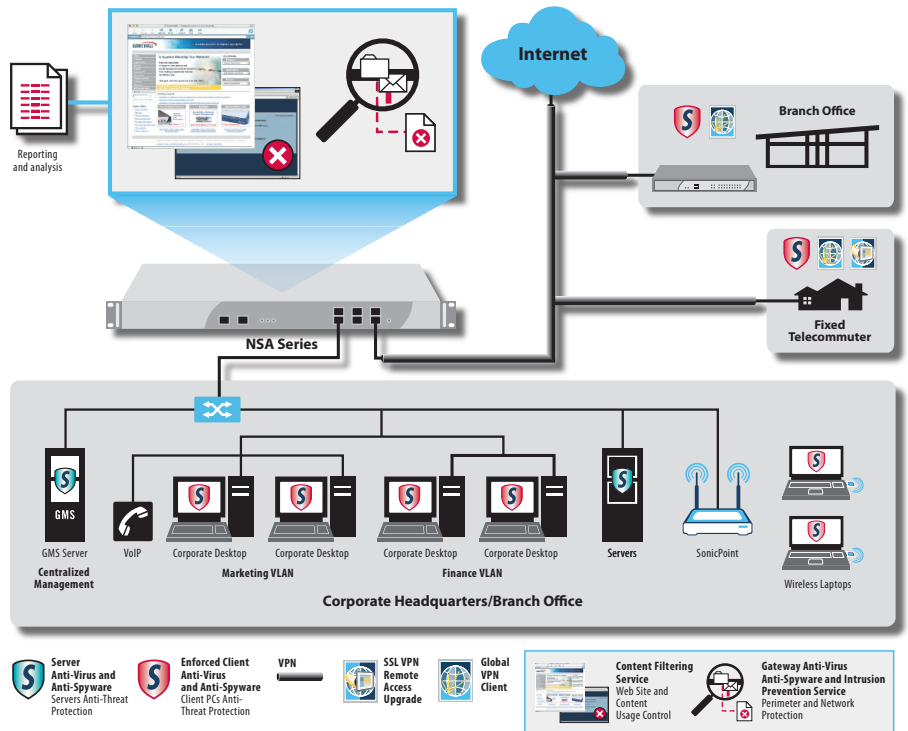 SONICWALL
Reporting
and analysis
Internet
Branch Office
Fixed
Telecommuter
NSA Series
GMS
GMS Server
Centralized
Management
VoIP
Corporate Desktop
Corporate Desktop
Marketing VLAN
Corporate Desktop
Corporate Desktop
Finance VLAN
Servers
SonicPoint
Wireless Laptops
Corporate Headquarters/Branch Office
Server
Anti-Virus and
Anti-Spyware
Servers Anti-Threat
Protection
Enforced Client
Anti-Virus
and Anti-Spyware
Client PCs Anti-
Threat Protection
VPN
SSL VPN
Remote
Access
Upgrade
Global
VPN
Client
Content Filtering
Service
Web Site and
Content
Usage Control
Gateway Anti-Virus
Anti-Spyware and Intrusion
Prevention Service
Perimeter and Network
Protection